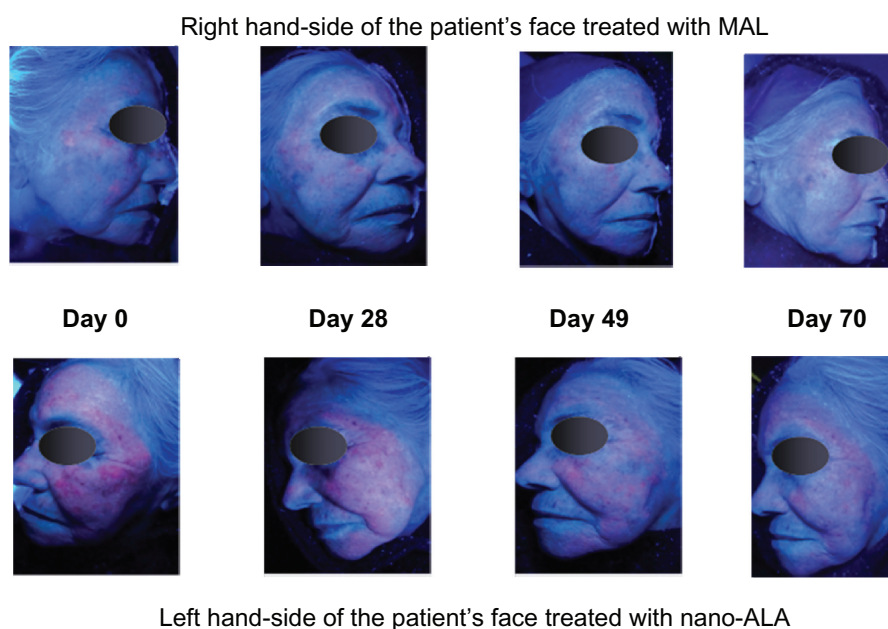 Right hand-side of the patient’s face treated with MAL
Day 0 Day 28 Day 49 Day 70
Left hand-side of the patient’s face treated with nano-ALA